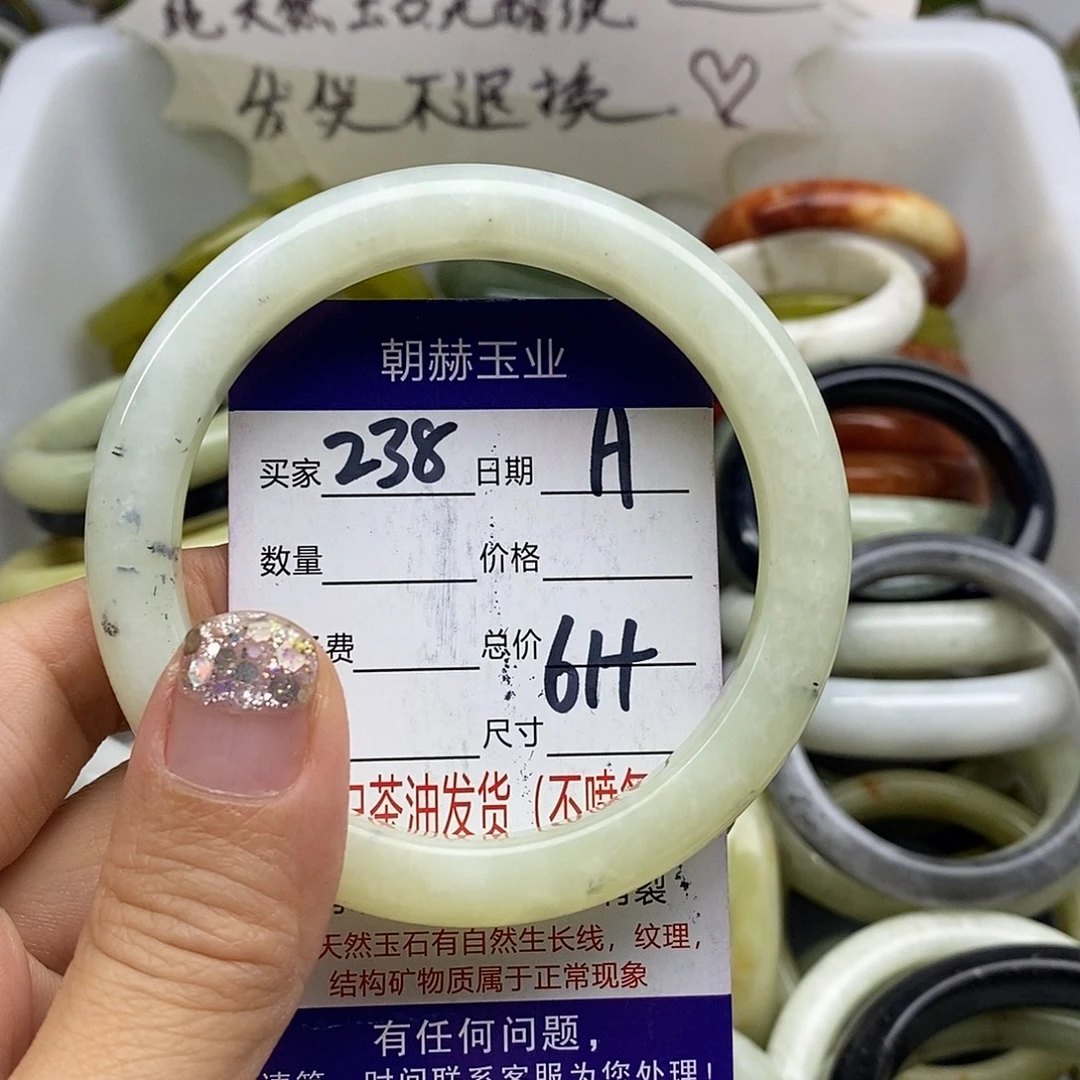 纯天然玉石无酸洗
发货不退换
朝赫玉业
买家 238 日期 A
数量 价格
费 总价 6H
尺寸
茶油发货(不喷
裂
天然玉石有自然生长线,纹理,
结构矿物质属于正常现象
有任何问题,
时间联系客服为您处理!